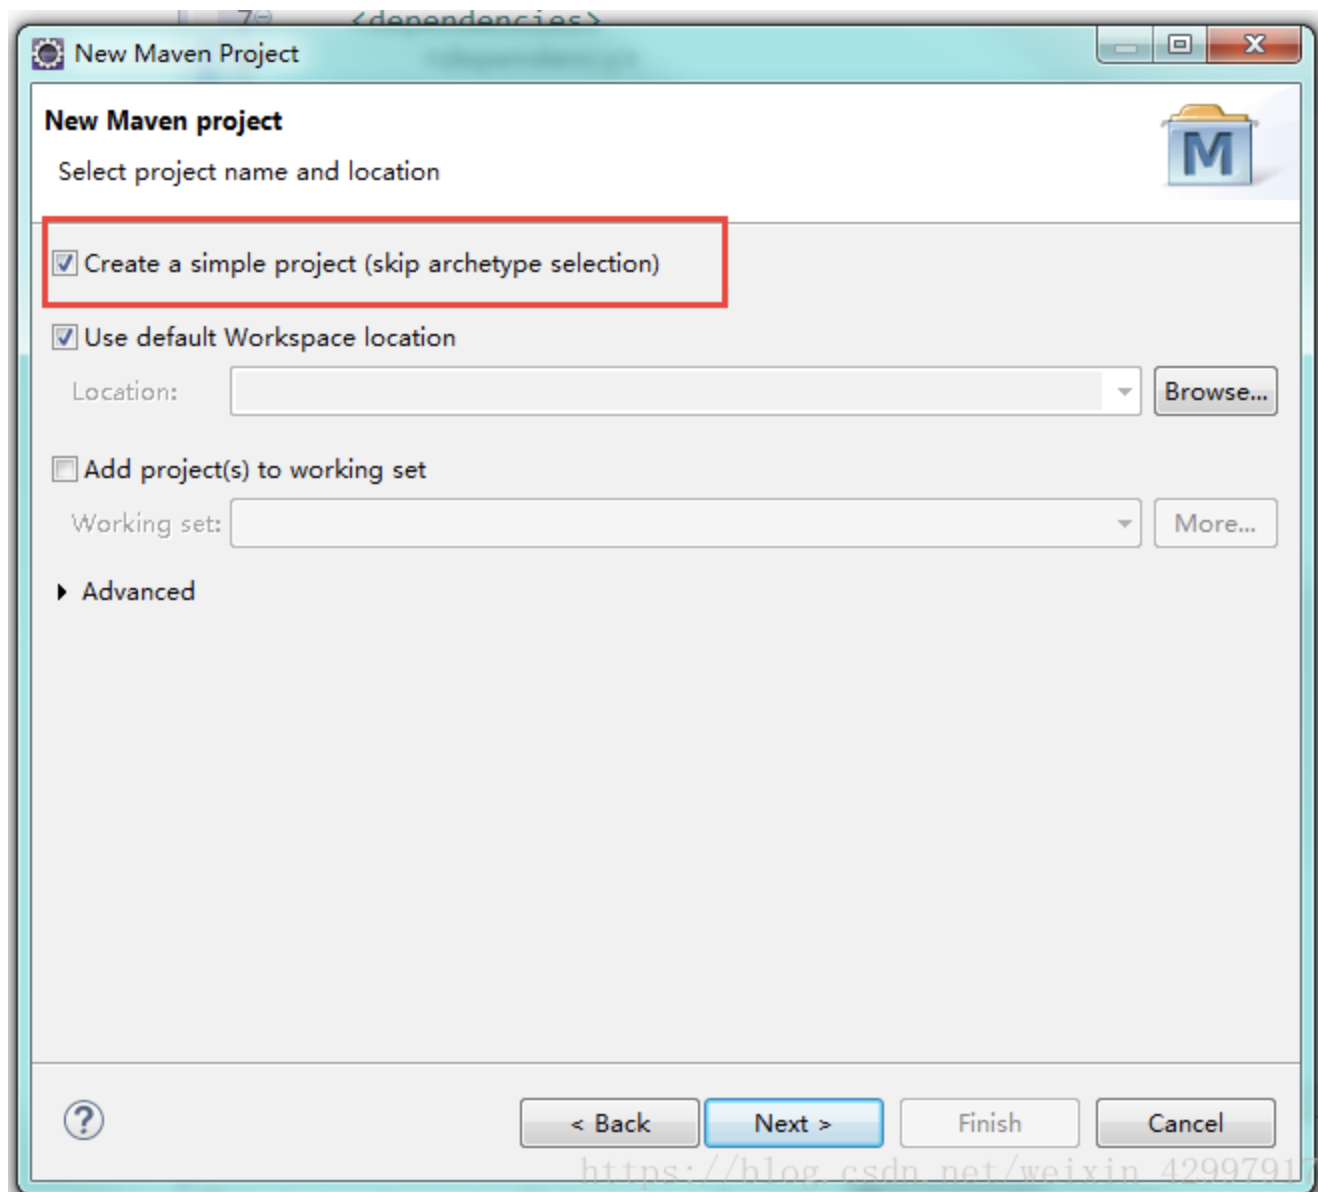 7 <dependencies>
<dependency>
New Maven Project
New Maven project
M
Select project name and location
Create a simple project (skip archetype selection)
Use default Workspace location
Location: Browse...
Add project(s) to working set
Working set: More...
Advanced
? < Back Next > Finish Cancel
https://blog.csdn.net/weixin_42997917